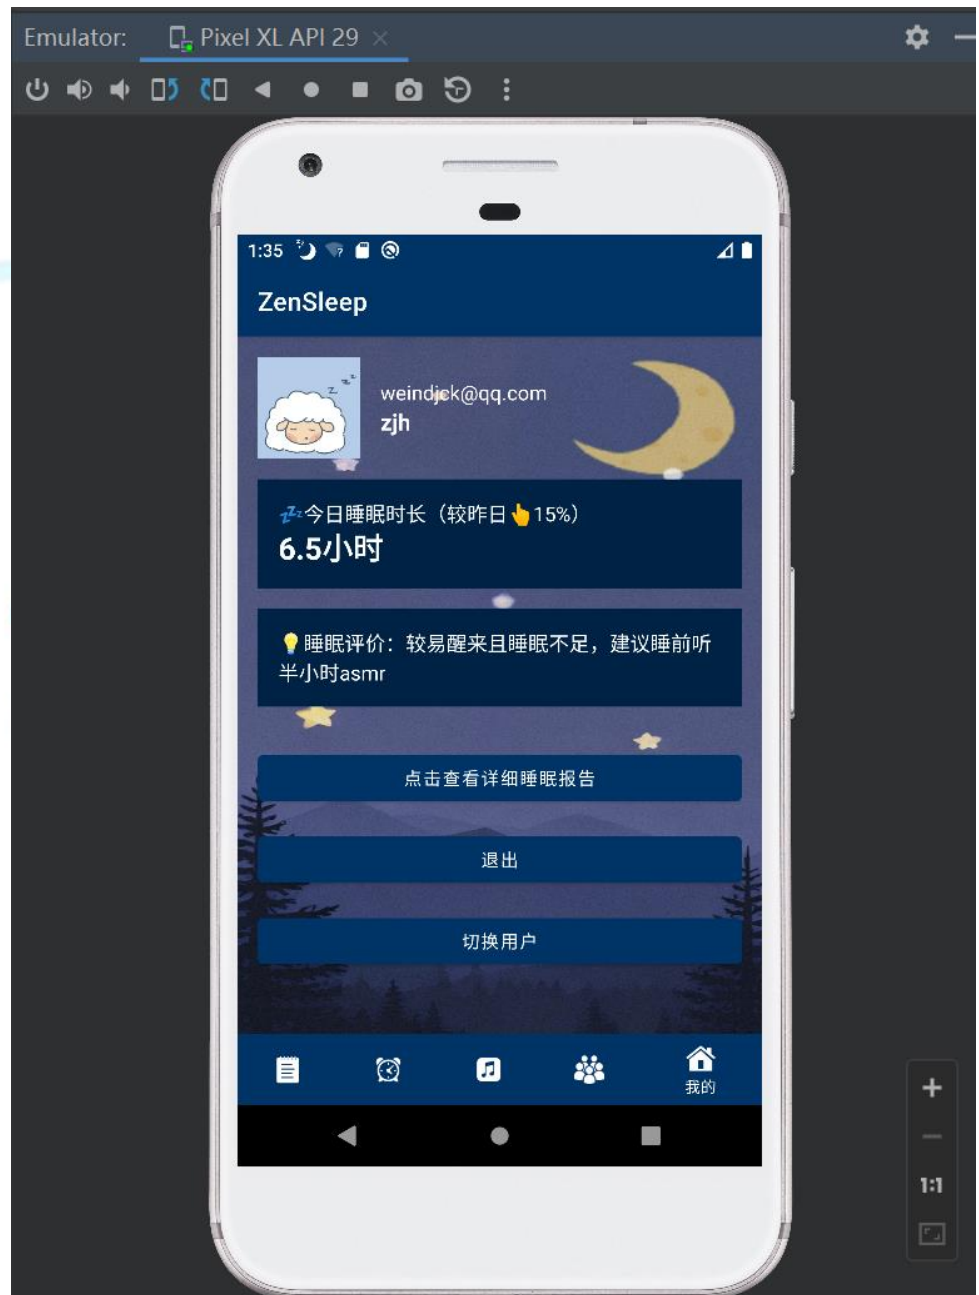 Emulator: Pixel XL API 29
1:35
ZenSleep
weindjck@qq.com
zjh
💤今日睡眠时长（较昨日👆15%）
6.5小时
💡睡眠评价：较易醒来且睡眠不足，建议睡前听
半小时asmr
点击查看详细睡眠报告
退出
切换用户
我的
1:1